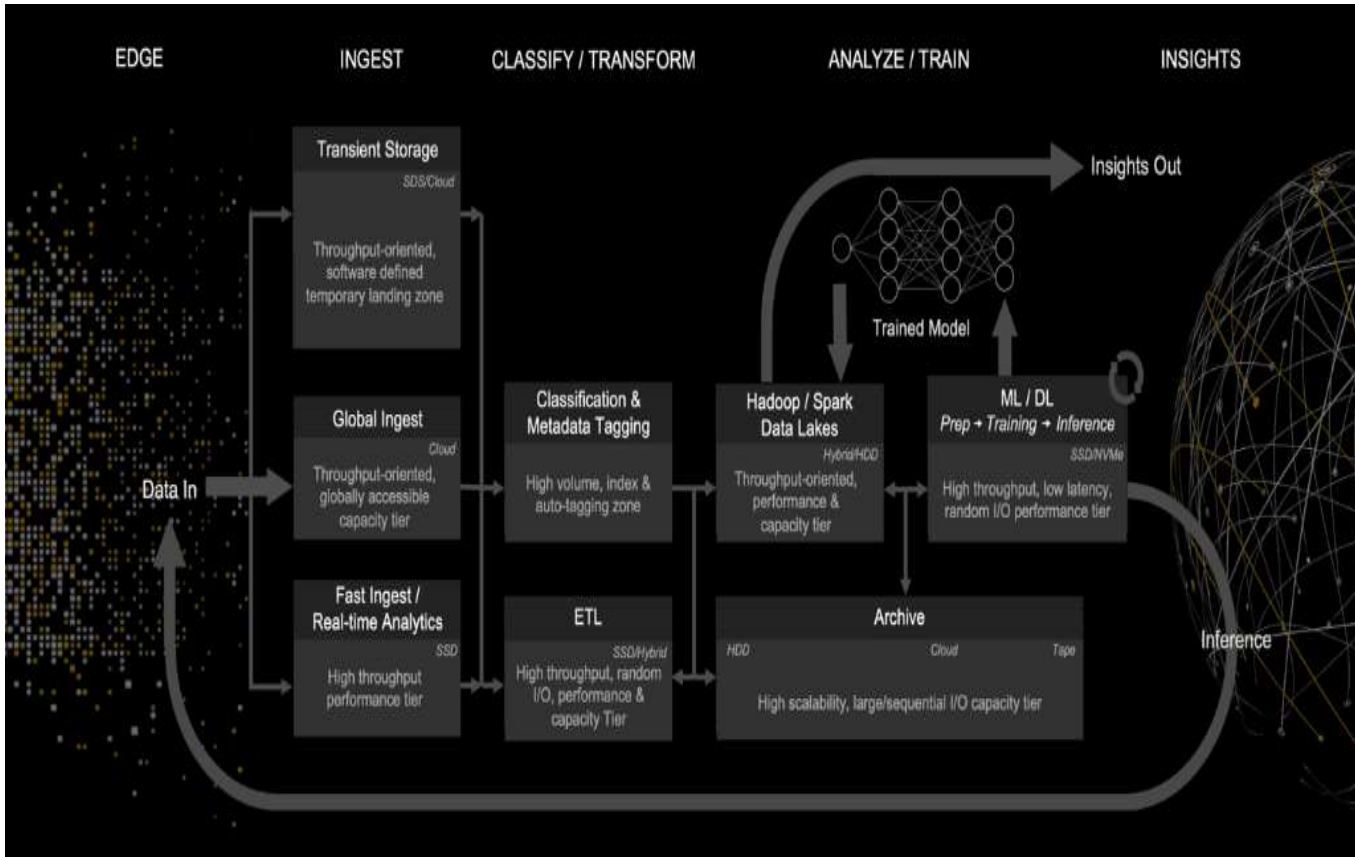 EDGE
INGEST
CLASSIFY / TRANSFORM
ANALYZE / TRAIN
INSIGHTS
Data In
Transient Storage
SDS/Cloud
Throughput-oriented,
software defined
temporary landing zone
Global Ingest
Cloud
Throughput-oriented,
globally accessible
capacity tier
Fast Ingest /
Real-time Analytics
SSD
High throughput
performance tier
Classification &
Metadata Tagging
High volume, index &
auto-tagging zone
ETL
SSD/Hybrid
High throughput, random
I/O, performance &
capacity Tier
Hadoop / Spark
Data Lakes
Hybrid/HDD
Throughput-oriented,
performance &
capacity tier
Trained Model
ML / DL
Prep → Training → Inference
SSD/NVMe
High throughput, low latency,
random I/O performance tier
Archive
HDD
Cloud
Tape
High scalability, large/sequential I/O capacity tier
Insights Out
Inference